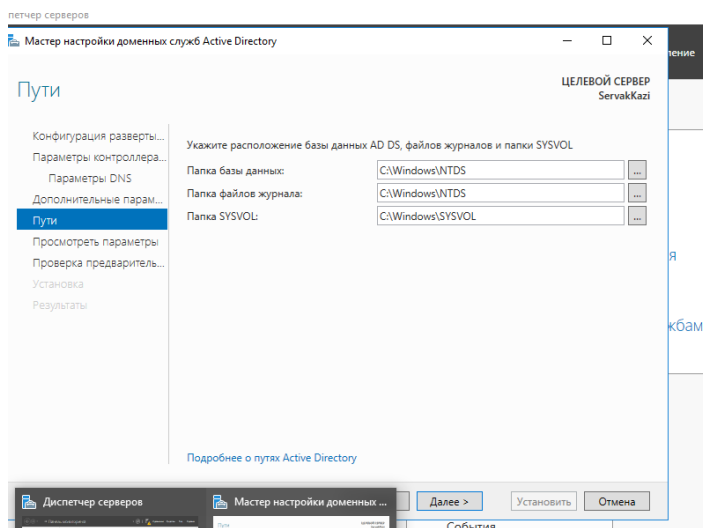 петчер серверов
Мастер настройки доменных служб Active Directory
ление
Пути
ЦЕЛЕВОЙ СЕРВЕР
ServakKazi
Конфигурация разверты...
Параметры контроллера...
Параметры DNS
Дополнительные парам...
Пути
Просмотреть параметры
Проверка предваритель...
Установка
Результаты
Укажите расположение базы данных AD DS, файлов журналов и папки SYSVOL
Папка базы данных:
C:\Windows\NTDS
...
Папка файлов журнала:
C:\Windows\NTDS
...
Папка SYSVOL:
C:\Windows\SYSVOL
...
я
жбам
Подробнее о путях Active Directory
Далее >
Установить
Отмена
Диспетчер серверов
Мастер настройки доменных ...
Пути
События